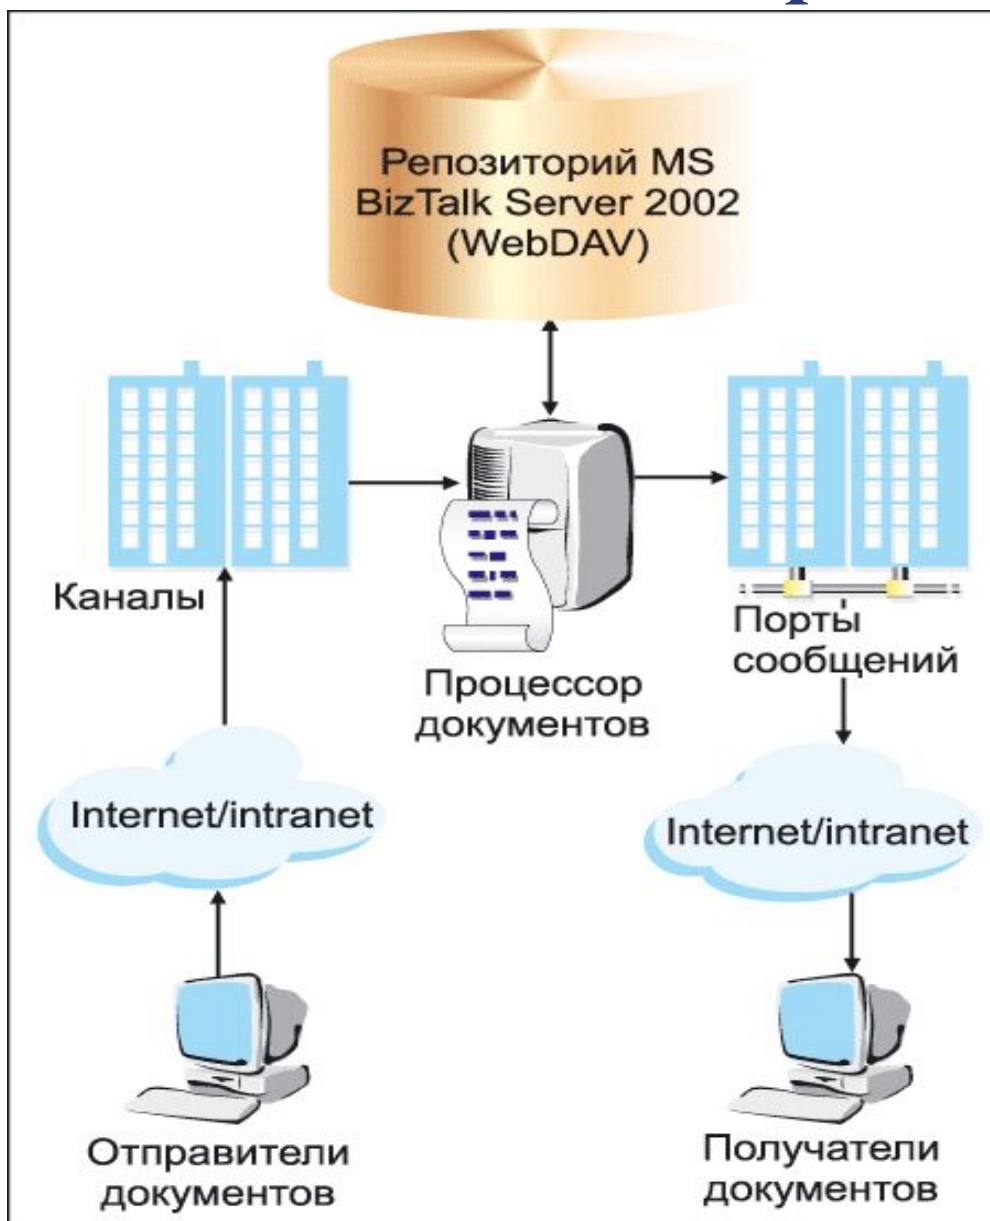 Репозиторий MS
BizTalk Server 2002
(WebDAV)
Каналы
Процессор
документов
Порты
сообщений
Internet/intranet
Internet/intranet
Отправители
документов
Получатели
документов